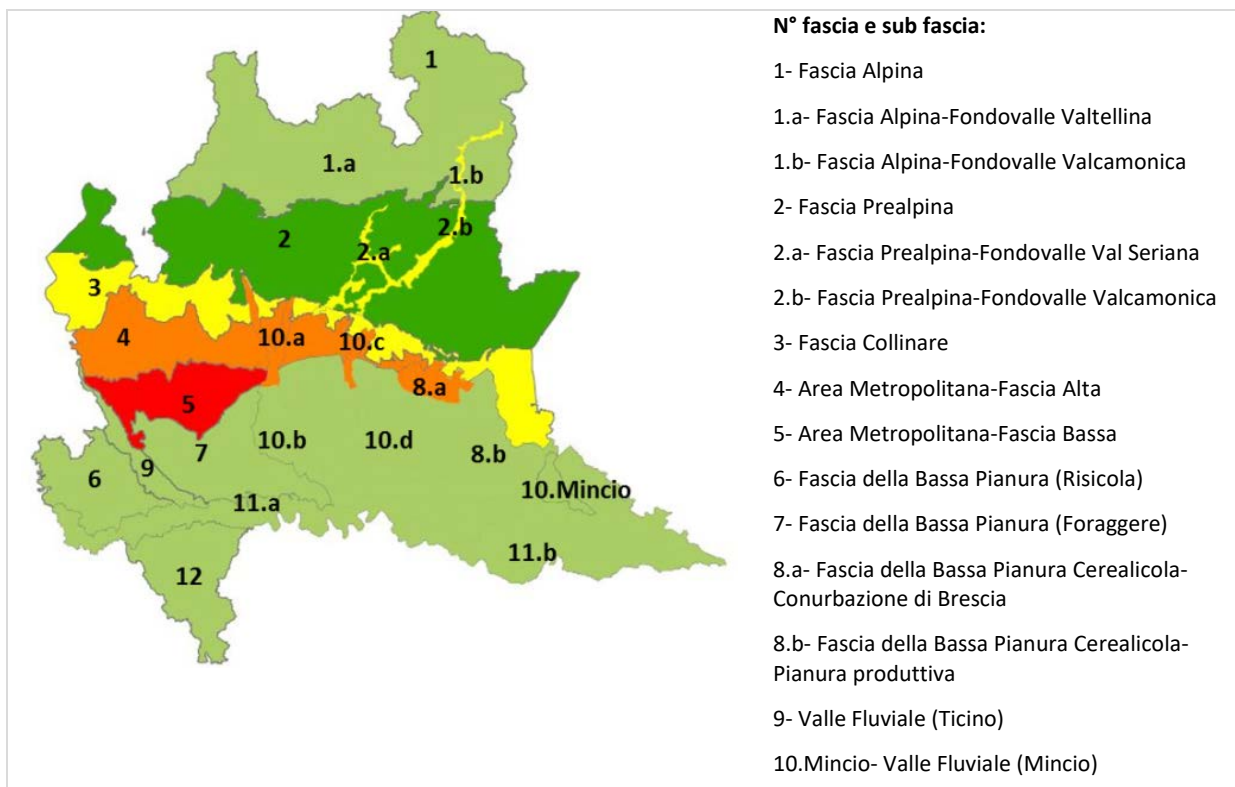 1
1.a
1.b
2
2.a
2.b
3
4
10.a
10.c
8.a
5
10.b
10.d
8.b
7
9
6
10.Mincio
11.a
11.b
12
N° fascia e sub fascia:
1- Fascia Alpina
1.a- Fascia Alpina-Fondovalle Valtellina
1.b- Fascia Alpina-Fondovalle Valcamonica
2- Fascia Prealpina
2.a- Fascia Prealpina-Fondovalle Val Seriana
2.b- Fascia Prealpina-Fondovalle Valcamonica
3- Fascia Collinare
4- Area Metropolitana-Fascia Alta
5- Area Metropolitana-Fascia Bassa
6- Fascia della Bassa Pianura (Risicola)
7- Fascia della Bassa Pianura (Foraggere)
8.a- Fascia della Bassa Pianura Cerealicola-
Conurbazione di Brescia
8.b- Fascia della Bassa Pianura Cerealicola-
Pianura produttiva
9- Valle Fluviale (Ticino)
10.Mincio- Valle Fluviale (Mincio)